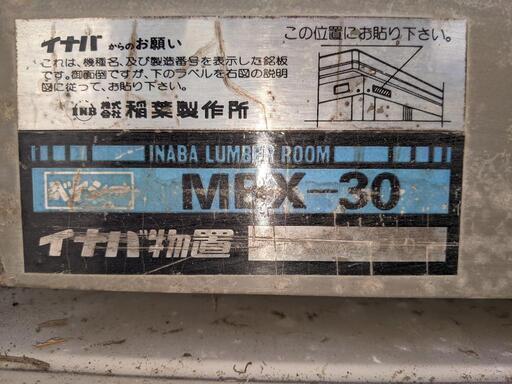 イナバからのお願い
これは、機種名、及び製造番号を表示した銘板
です。御面倒ですが、下のラベルを右図の説明
図に従って、お貼り下さい。
INB 株式会社 稲葉製作所
この位置にお貼り下さい。
INABA LUMBER ROOM
MBX-30
イナバ物置